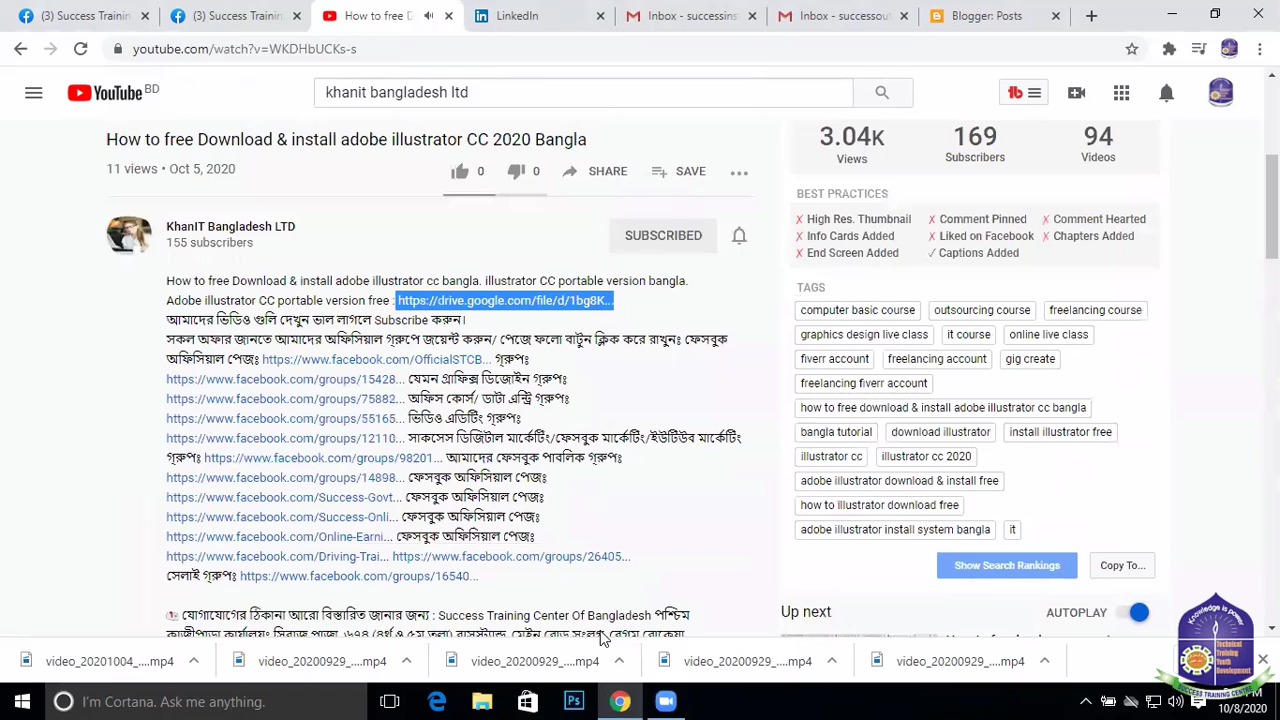 (3) Success Training
(3) Success Training
How to free D
LinkedIn
Inbox - successins
Inbox - successou
Blogger: Posts
youtube.com/watch?v=WKDHbUCKs-s
YouTube BD
khanit bangladesh ltd
How to free Download & install adobe illustrator CC 2020 Bangla
11 views • Oct 5, 2020
0 0 SHARE SAVE
KhanIT Bangladesh LTD
155 subscribers
SUBSCRIBED
How to free Download & install adobe illustrator cc bangla. illustrator CC portable version bangla.
Adobe illustrator CC portable version free : https://drive.google.com/file/d/1bg8K...
আমাদের ভিডিও গুলি দেখুন ভাল লাগলে Subscribe করুন।
সকল অফার জানতে আমাদের অফিসিয়াল গ্রুপে জয়েন্ট করুন/ পেজে ফলো বাটুন ক্লিক করে রাখুনঃ ফেসবুক
অফিসিয়াল পেজঃ https://www.facebook.com/OfficialSTCB... গ্রুপঃ
https://www.facebook.com/groups/15428... যেমন গ্রাফিক্স ডিজোইন গ্রুপঃ
https://www.facebook.com/groups/75882... অফিস কোর্স/ ডাটা এন্ট্রি গ্রুপঃ
https://www.facebook.com/groups/55165... ভিডিও এডিটিং গ্রুপঃ
https://www.facebook.com/groups/12110... সাকসেস ডিজিটাল মার্কেটিং/ফেসবুক মার্কেটিং/ইউটিউব মার্কেটিং
গ্রুপঃ https://www.facebook.com/groups/98201... আমাদের ফেসবুক পাবলিক গ্রুপঃ
https://www.facebook.com/groups/14898... ফেসবুক অফিসিয়াল পেজঃ
https://www.facebook.com/Success-Govt... ফেসবুক অফিসিয়াল পেজঃ
https://www.facebook.com/Success-Onli... ফেসবুক অফিসিয়াল পেজঃ
https://www.facebook.com/Online-Earni... ফেসবুক অফিসিয়াল পেজঃ
https://www.facebook.com/Driving-Trai... https://www.facebook.com/groups/26405...
সেলাই গ্রুপঃ https://www.facebook.com/groups/16540...
যোগাযোগের ঠিকানা আরো বিস্তারিত জানার জন্য : Success Training Center Of Bangladesh পশ্চিম
3.04K 169 94
Views Subscribers Videos
BEST PRACTICES
High Res. Thumbnail Comment Pinned Comment Hearted
Info Cards Added Liked on Facebook Chapters Added
End Screen Added Captions Added
TAGS
computer basic course outsourcing course freelancing course
graphics design live class it course online live class
fiverr account freelancing account gig create
freelancing fiverr account
how to free download & install adobe illustrator cc bangla
bangla tutorial download illustrator install illustrator free
illustrator cc illustrator cc 2020
adobe illustrator download & install free
how to illustrator download free
adobe illustrator install system bangla it
Show Search Rankings Copy To...
Up next AUTOPLAY
video_20201004_....mp4
video_20200929_....mp4
video_20200929_....mp4
video_20200929_....mp4
video_20200929_....mp4
Knowledge is power
Technical Training
Youth Development
SUCCESS TRAINING CENTER
I'm Cortana. Ask me anything.
10/8/2020